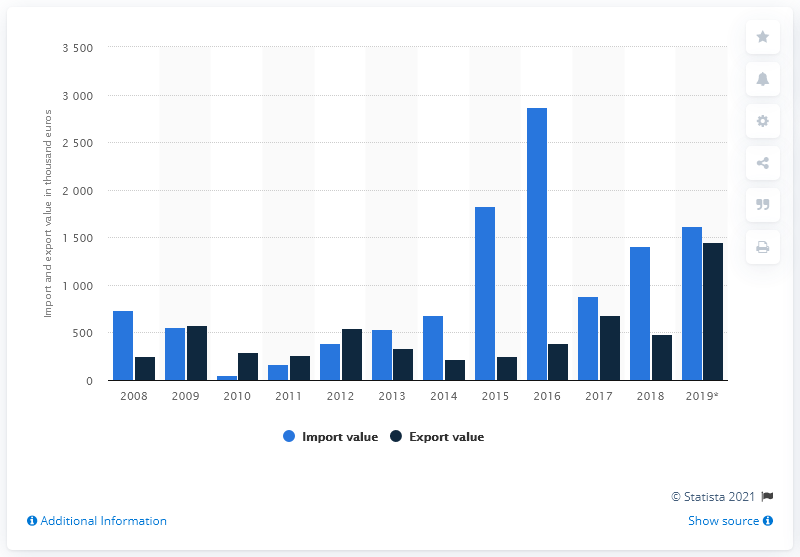 3 500
3 000
2 500
2 000
1 500
1 000
500
0
Import and export value in thousand euros
2008 2009 2010 2011 2012 2013 2014 2015 2016 2017 2018 2019*
Import value Export value
© Statista 2021
Additional Information Show source